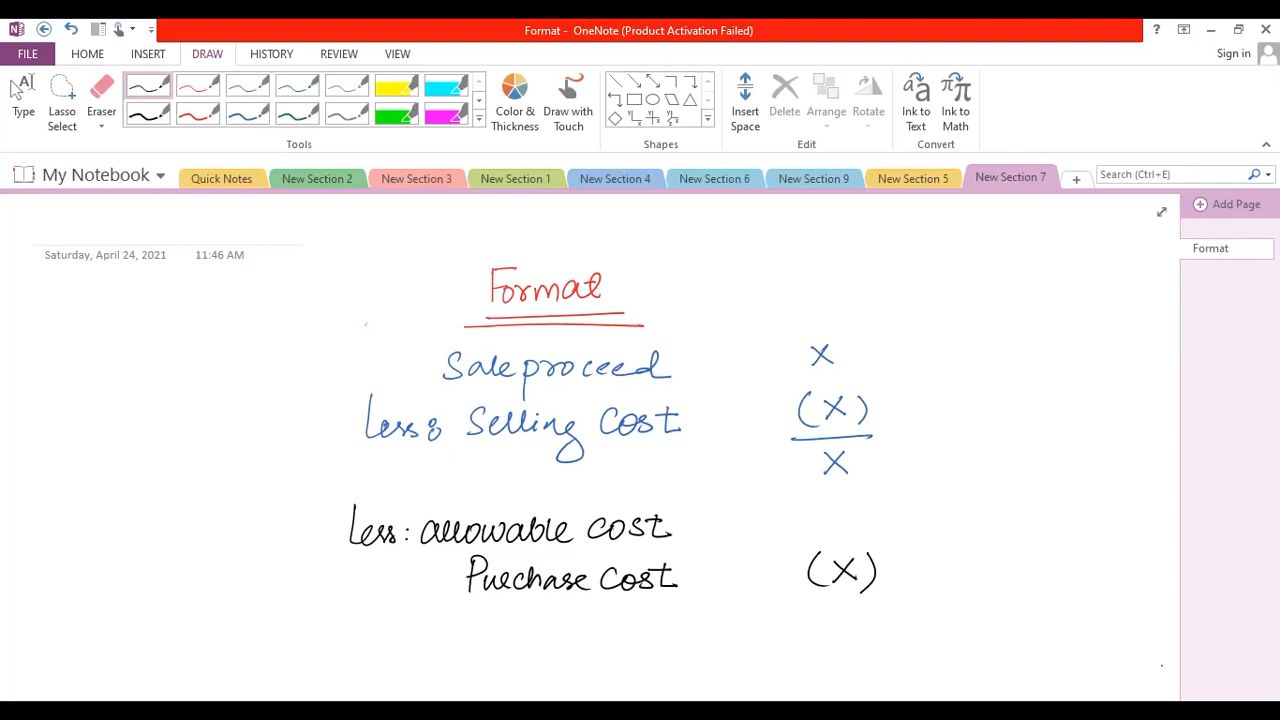 Format - OneNote (Product Activation Failed)
?
FILE HOME INSERT DRAW HISTORY REVIEW VIEW
Sign in
Type Lasso Select Eraser Color & Thickness Draw with Touch Insert Space Delete Arrange Rotate Ink to Text Ink to Math
Tools Shapes Edit Convert
My Notebook Quick Notes New Section 2 New Section 3 New Section 1 New Section 4 New Section 6 New Section 9 New Section 5 New Section 7 Search (Ctrl+E)
Add Page
Format
Saturday, April 24, 2021 11:46 AM
Format
Sale proceed X
Less: Selling Cost (X)
X
less: allowable cost
Purchase cost (X)